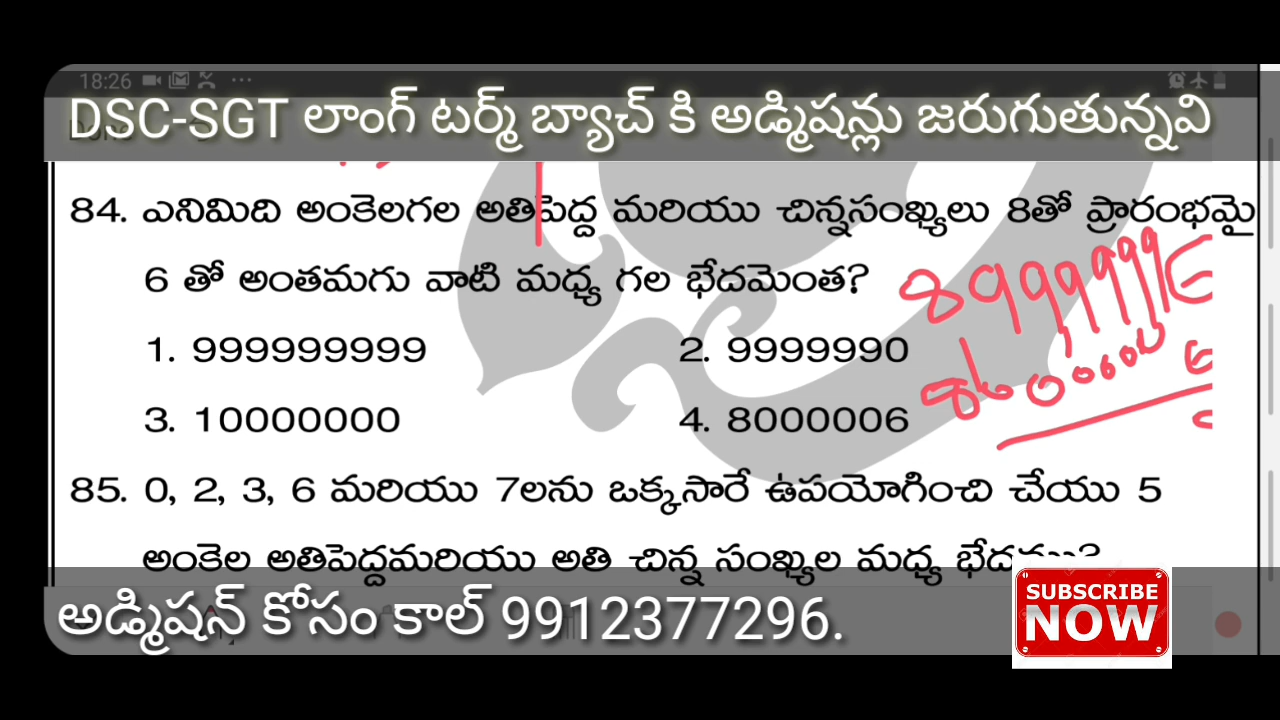 18:26
DSC-SGT లాంగ్ టర్మ్ బ్యాచ్ కి అడ్మిషన్లు జరుగుతున్నవి
84. ఎనిమిది అంకెలగల అతిపెద్ద మరియు చిన్నసంఖ్యలు 8తో ప్రారంభమై
6 తో అంతమగు వాటి మధ్య గల భేదమెంత?
1. 999999999 2. 9999990
3. 10000000 4. 8000006
85. 0, 2, 3, 6 మరియు 7లను ఒక్కసారే ఉపయోగించి చేయు 5
అంకెల అతిపెద్దమరియు అతి చిన్న సంఖ్యల మధ్య భేదము?
అడ్మిషన్ కోసం కాల్ 9912377296.
SUBSCRIBE
NOW